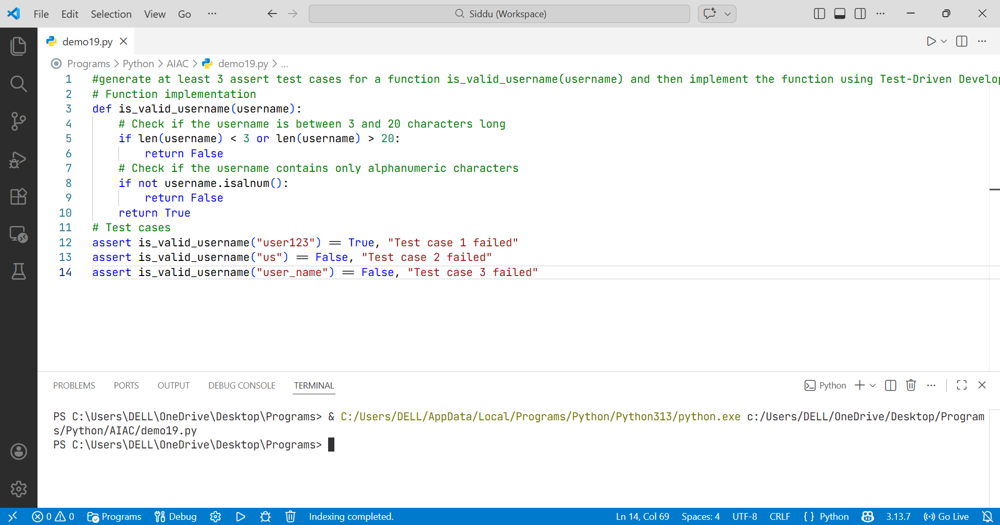 File Edit Selection View Go ···
Siddu (Workspace)
demo19.py
Programs > Python > AIAC > demo19.py > ...
1 #generate at least 3 assert test cases for a function is_valid_username(username) and then implement the function using Test-Driven Develop
2 # Function implementation
3 def is_valid_username(username):
4     # Check if the username is between 3 and 20 characters long
5     if len(username) < 3 or len(username) > 20:
6         return False
7     # Check if the username contains only alphanumeric characters
8     if not username.isalnum():
9         return False
10     return True
11 # Test cases
12 assert is_valid_username("user123") == True, "Test case 1 failed"
13 assert is_valid_username("us") == False, "Test case 2 failed"
14 assert is_valid_username("user_name") == False, "Test case 3 failed"
PROBLEMS PORTS OUTPUT DEBUG CONSOLE TERMINAL
Python
PS C:\Users\DELL\OneDrive\Desktop\Programs> & C:/Users/DELL/AppData/Local/Programs/Python/Python313/python.exe c:/Users/DELL/OneDrive/Desktop/Program
s/Python/AIAC/demo19.py
PS C:\Users\DELL\OneDrive\Desktop\Programs>
0 0 Programs Debug Indexing completed. Ln 14, Col 69 Spaces: 4 UTF-8 CRLF { } Python 3.13.7 Go Live